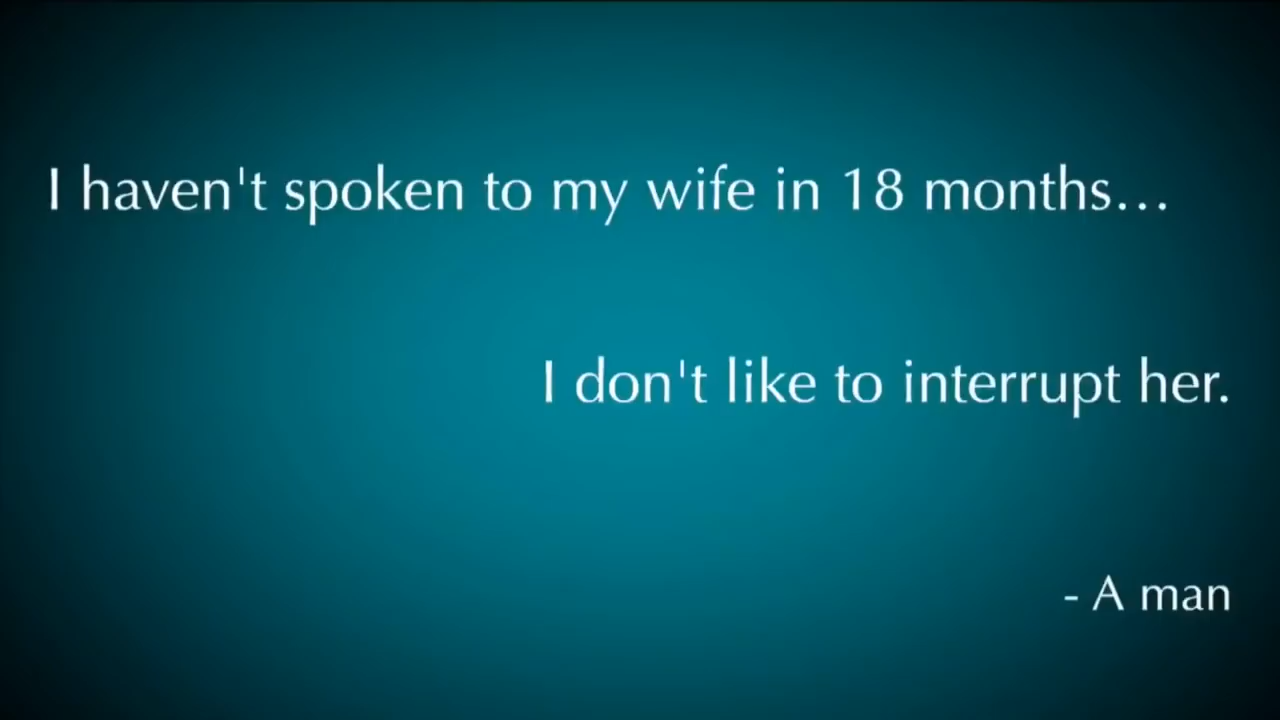 I haven't spoken to my wife in 18 months...
I don't like to interrupt her.
- A man